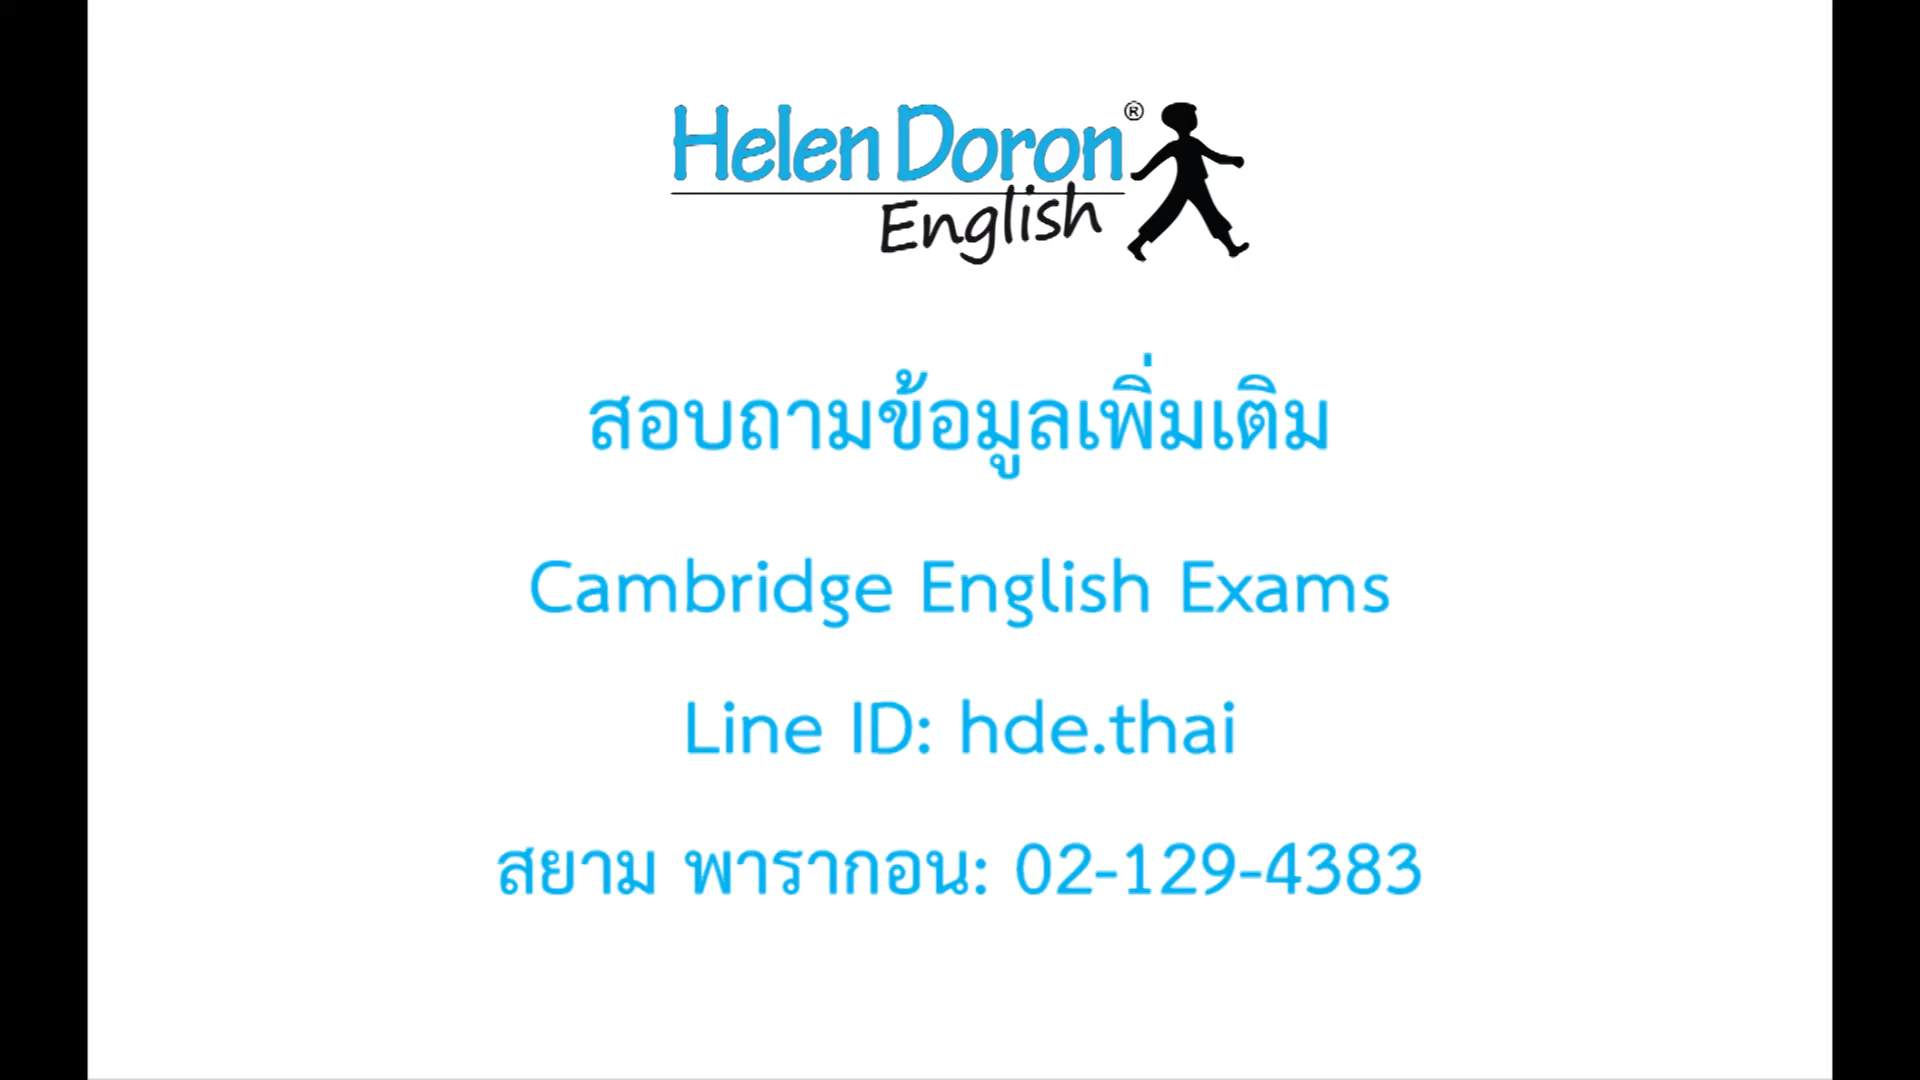 Helen Doron®
English
สอบถามข้อมูลเพิ่มเติม
Cambridge English Exams
Line ID: hde.thai
สยาม พารากอน: 02-129-4383